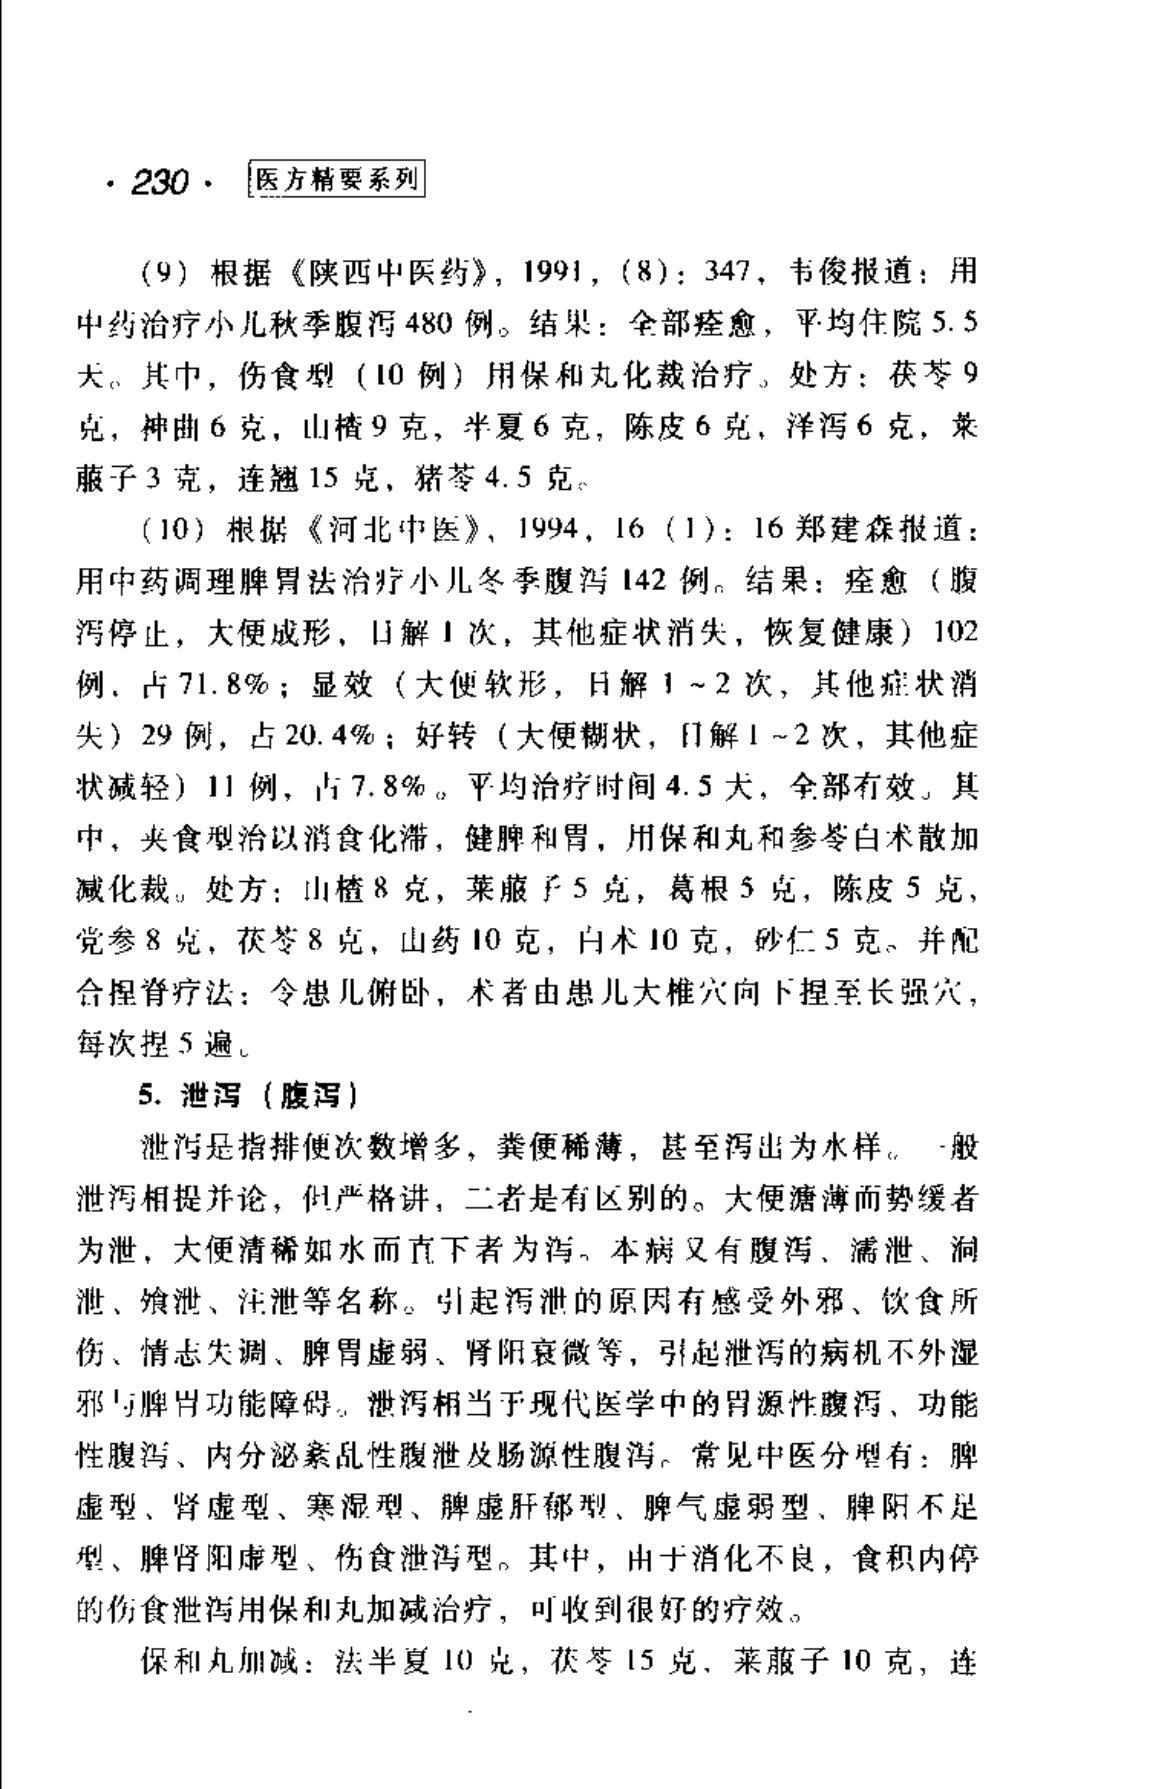 ·230· 医方精要系列
(9) 根据《陕西中医药》, 1991, (8): 347, 韦俊报道: 用
中药治疗小儿秋季腹泻480例。结果: 全部痊愈, 平均住院5.5
天。其中, 伤食型(10例)用保和丸化裁治疗。处方: 茯苓9
克, 神曲6克, 山楂9克, 半夏6克, 陈皮6克, 泽泻6克, 莱
菔子3克, 连翘15克, 猪苓4.5克。
(10) 根据《河北中医》, 1994, 16(1): 16郑建森报道:
用中药调理脾胃法治疗小儿冬季腹泻142例。结果: 痊愈(腹
泻停止, 大便成形, 日解1次, 其他症状消失, 恢复健康)102
例, 占71.8%; 显效(大便软形, 日解1~2次, 其他症状消
失)29例, 占20.4%; 好转(大便糊状, 日解1~2次, 其他症
状减轻)11例, 占7.8%。平均治疗时间4.5天, 全部有效。其
中, 夹食型治以消食化滞, 健脾和胃, 用保和丸和参苓白术散加
减化裁。处方: 山楂8克, 莱菔子5克, 葛根5克, 陈皮5克,
党参8克, 茯苓8克, 山药10克, 白术10克, 砂仁5克。并配
合捏脊疗法: 令患儿俯卧, 术者由患儿大椎穴向下捏至长强穴,
每次捏5遍。
5. 泄泻(腹泻)
泄泻是指排便次数增多, 粪便稀薄, 甚至泻出为水样。一般
泄泻相提并论, 但严格讲, 二者是有区别的。大便溏薄而势缓者
为泄, 大便清稀如水而直下者为泻。本病又有腹泻、濡泄、洞
泄、飧泄、注泄等名称。引起泻泄的原因有感受外邪、饮食所
伤、情志失调、脾胃虚弱、肾阳衰微等, 引起泄泻的病机不外湿
邪与脾胃功能障碍。泄泻相当于现代医学中的胃源性腹泻、功能
性腹泻、内分泌紊乱性腹泄及肠源性腹泻。常见中医分型有: 脾
虚型、肾虚型、寒湿型、脾虚肝郁型、脾气虚弱型、脾阳不足
型、脾肾阳虚型、伤食泄泻型。其中, 由于消化不良, 食积内停
的伤食泄泻用保和丸加减治疗, 可收到很好的疗效。
保和丸加减: 法半夏10克, 茯苓15克, 莱菔子10克, 连